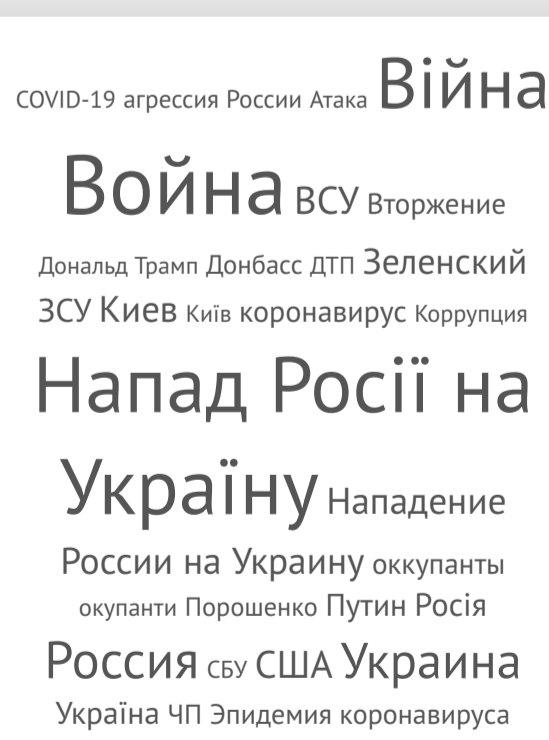 COVID-19 агрессия России Атака Війна
Война ВСУ Вторжение
Дональд Трамп Донбасс ДТП Зеленский
ЗСУ Киев Київ коронавирус Коррупция
Напад Росії на
Україну Нападение
России на Украину оккупанты
окупанти Порошенко Путин Росія
Россия СБУ США Украина
Україна ЧП Эпидемия коронавируса